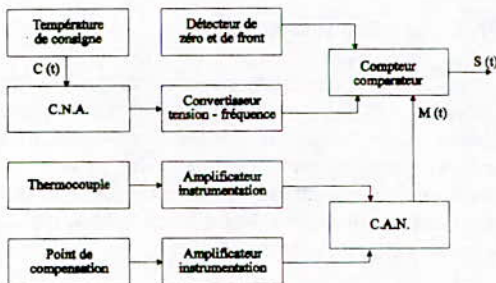 Température
de consigne
Détecteur de
zéro et de front
C (t)
Compteur
comparateur
S (t)
C.N.A.
Convertisseur
tension - fréquence
M (t)
Thermocouple
Amplificateur
instrumentation
C.A.N.
Point de
compensation
Amplificateur
instrumentation